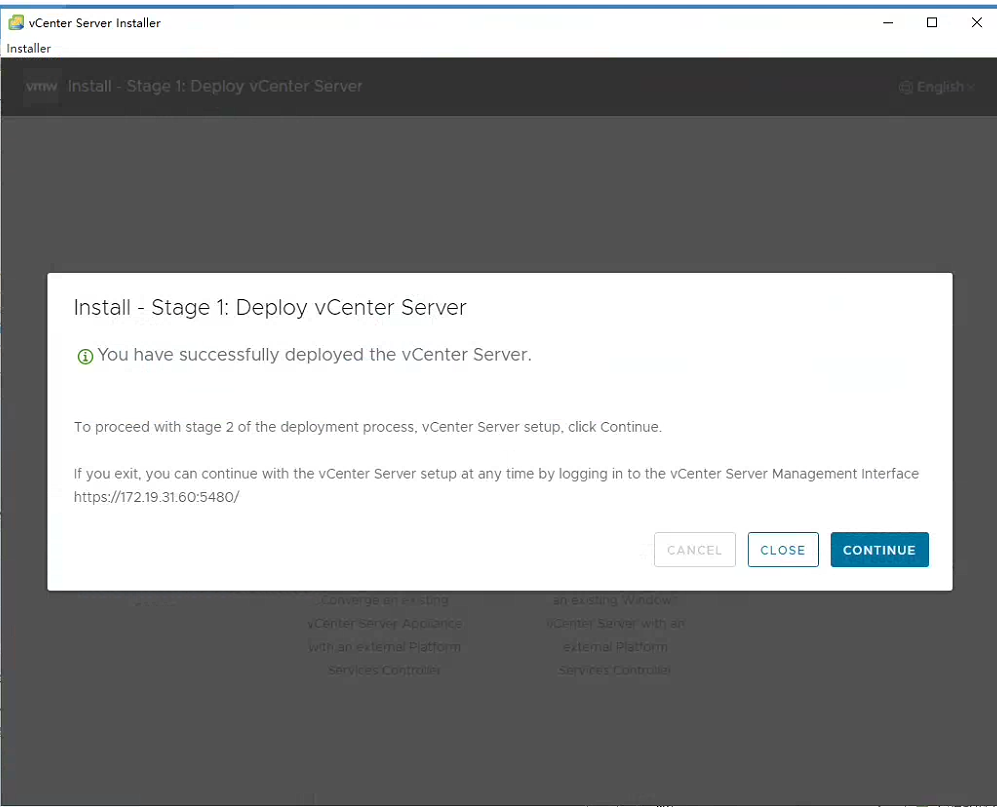 vCenter Server Installer
Installer
vmw Install - Stage 1: Deploy vCenter Server
English
Install - Stage 1: Deploy vCenter Server
You have successfully deployed the vCenter Server.
To proceed with stage 2 of the deployment process, vCenter Server setup, click Continue.
If you exit, you can continue with the vCenter Server setup at any time by logging in to the vCenter Server Management Interface
https://172.19.31.60:5480/
CANCEL CLOSE CONTINUE
Converge an existing an existing Windows
vCenter Server Appliance vCenter Server with an
with an external Platform external Platform
Services Controller Services Controller